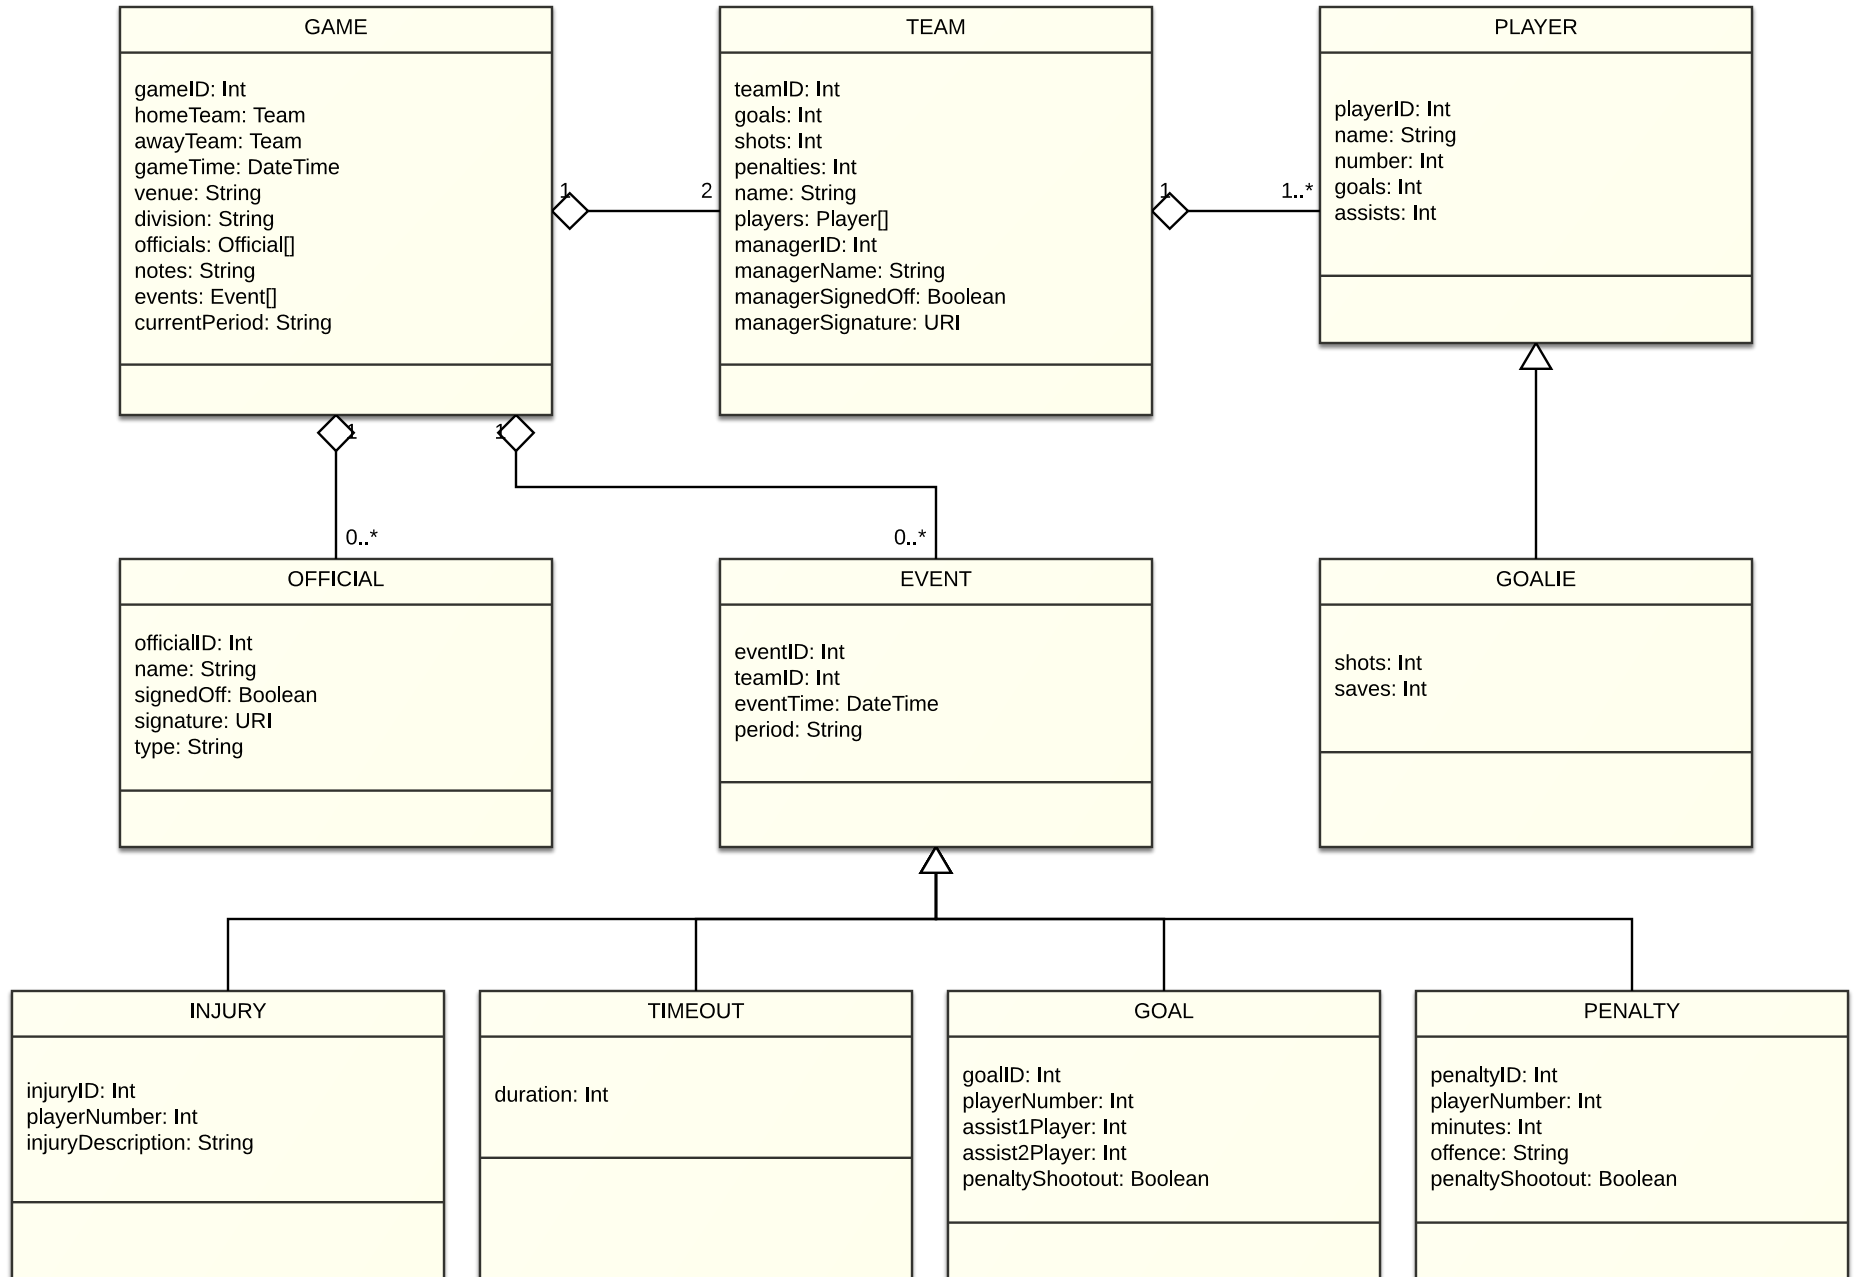 GAME
gameID: Int
homeTeam: Team
awayTeam: Team
gameTime: DateTime
venue: String
division: String
officials: Official[]
notes: String
events: Event[]
currentPeriod: String
1
2
TEAM
teamID: Int
goals: Int
shots: Int
penalties: Int
name: String
players: Player[]
managerID: Int
managerName: String
managerSignedOff: Boolean
managerSignature: URI
1
1..*
PLAYER
playerID: Int
name: String
number: Int
goals: Int
assists: Int
1
1
0..*
0..*
OFFICIAL
officialID: Int
name: String
signedOff: Boolean
signature: URI
type: String
EVENT
eventID: Int
teamID: Int
eventTime: DateTime
period: String
GOALIE
shots: Int
saves: Int
INJURY
injuryID: Int
playerNumber: Int
injuryDescription: String
TIMEOUT
duration: Int
GOAL
goalID: Int
playerNumber: Int
assist1Player: Int
assist2Player: Int
penaltyShootout: Boolean
PENALTY
penaltyID: Int
playerNumber: Int
minutes: Int
offence: String
penaltyShootout: Boolean